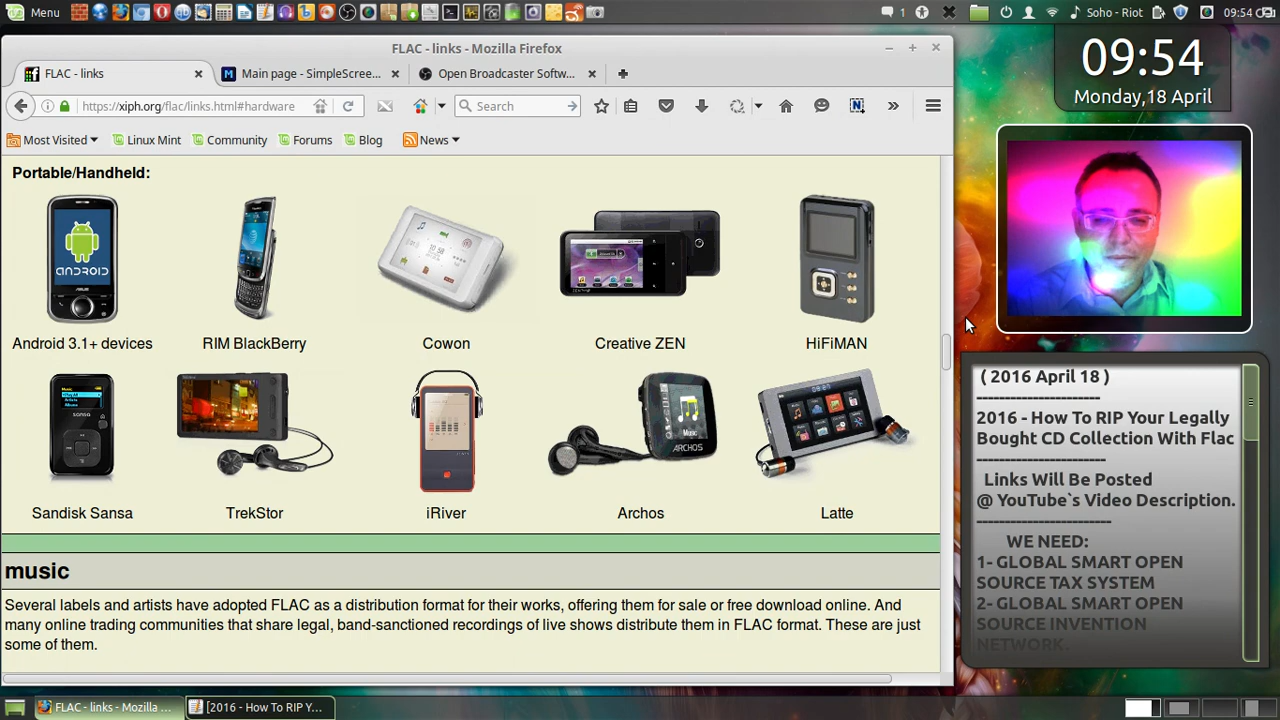 Menu
1
Soho - Riot
09:54
FLAC - links - Mozilla Firefox
FLAC - links
Main page - SimpleScree...
Open Broadcaster Softw...
https://xiph.org/flac/links.html#hardware
Search
Most Visited
Linux Mint
Community
Forums
Blog
News
Portable/Handheld:
ANDROID
Android 3.1+ devices
RIM BlackBerry
Cowon
Creative ZEN
HiFiMAN
Sandisk Sansa
TrekStor
iRiver
Archos
Latte
music
Several labels and artists have adopted FLAC as a distribution format for their works, offering them for sale or free download online. And
many online trading communities that share legal, band-sanctioned recordings of live shows distribute them in FLAC format. These are just
some of them.
09:54
Monday,18 April
( 2016 April 18 )
------------------------
2016 - How To RIP Your Legally
Bought CD Collection With Flac
-------------------------
Links Will Be Posted
@ YouTube`s Video Description.
--------------------------
WE NEED:
1- GLOBAL SMART OPEN
SOURCE TAX SYSTEM
2- GLOBAL SMART OPEN
SOURCE INVENTION
NETWORK.
FLAC - links - Mozilla ...
[2016 - How To RIP Y...